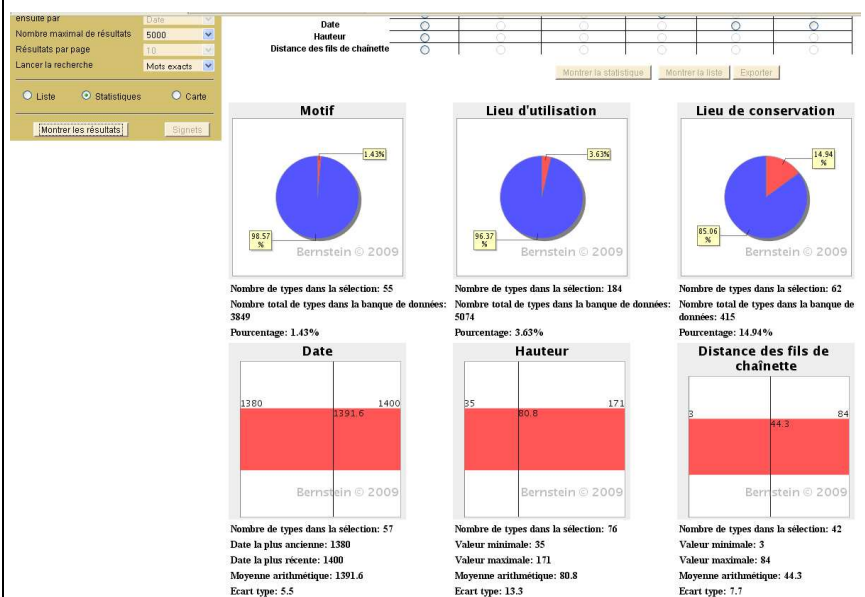 ensuite par Date
Nombre maximal de résultats 5000
Résultats par page 10
Lancer la recherche Mots exacts
Liste Statistiques Carte
Montrer les résultats Signets
Date
Hauteur
Distance des fils de chaînette
Montrer la statistique Montrer la liste Exporter
Motif
1.43%
98.57
%
Bernstein © 2009
Nombre de types dans la sélection: 55
Nombre total de types dans la banque de données:
3849
Pourcentage: 1.43%
Lieu d'utilisation
3.63%
96.37
%
Bernstein © 2009
Nombre de types dans la sélection: 184
Nombre total de types dans la banque de données:
5074
Pourcentage: 3.63%
Lieu de conservation
14.94
%
85.06
%
Bernstein © 2009
Nombre de types dans la sélection: 62
Nombre total de types dans la banque de
données: 415
Pourcentage: 14.94%
Date
1380 1400
1391.6
Bernstein © 2009
Nombre de types dans la sélection: 57
Date la plus ancienne: 1380
Date la plus récente: 1400
Moyenne arithmétique: 1391.6
Ecart type: 5.5
Hauteur
35 171
80.8
Bernstein © 2009
Nombre de types dans la sélection: 76
Valeur minimale: 35
Valeur maximale: 171
Moyenne arithmétique: 80.8
Ecart type: 13.3
Distance des fils de
chaînette
3 84
44.3
Bernstein © 2009
Nombre de types dans la sélection: 42
Valeur minimale: 3
Valeur maximale: 84
Moyenne arithmétique: 44.3
Ecart type: 7.7